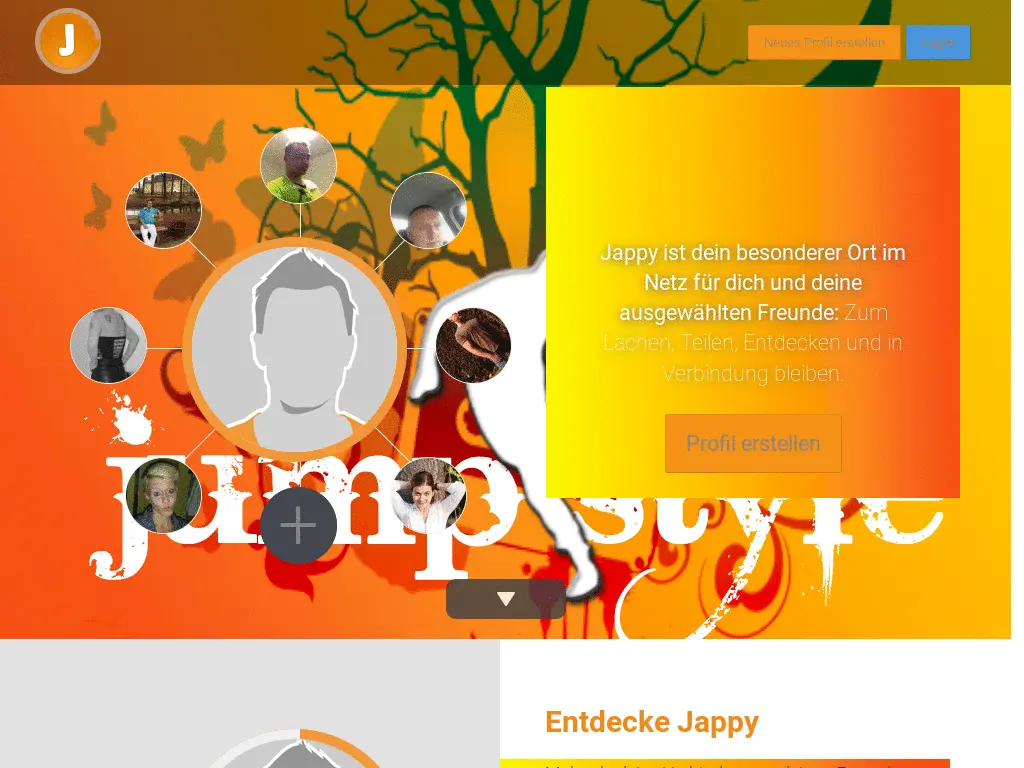 J
Neues Profil erstellen
Login
jumpstyle
Jappy ist dein besonderer Ort im
Netz für dich und deine
ausgewählten Freunde: Zum
Lachen, Teilen, Entdecken und in
Verbindung bleiben.
Profil erstellen
Entdecke Jappy